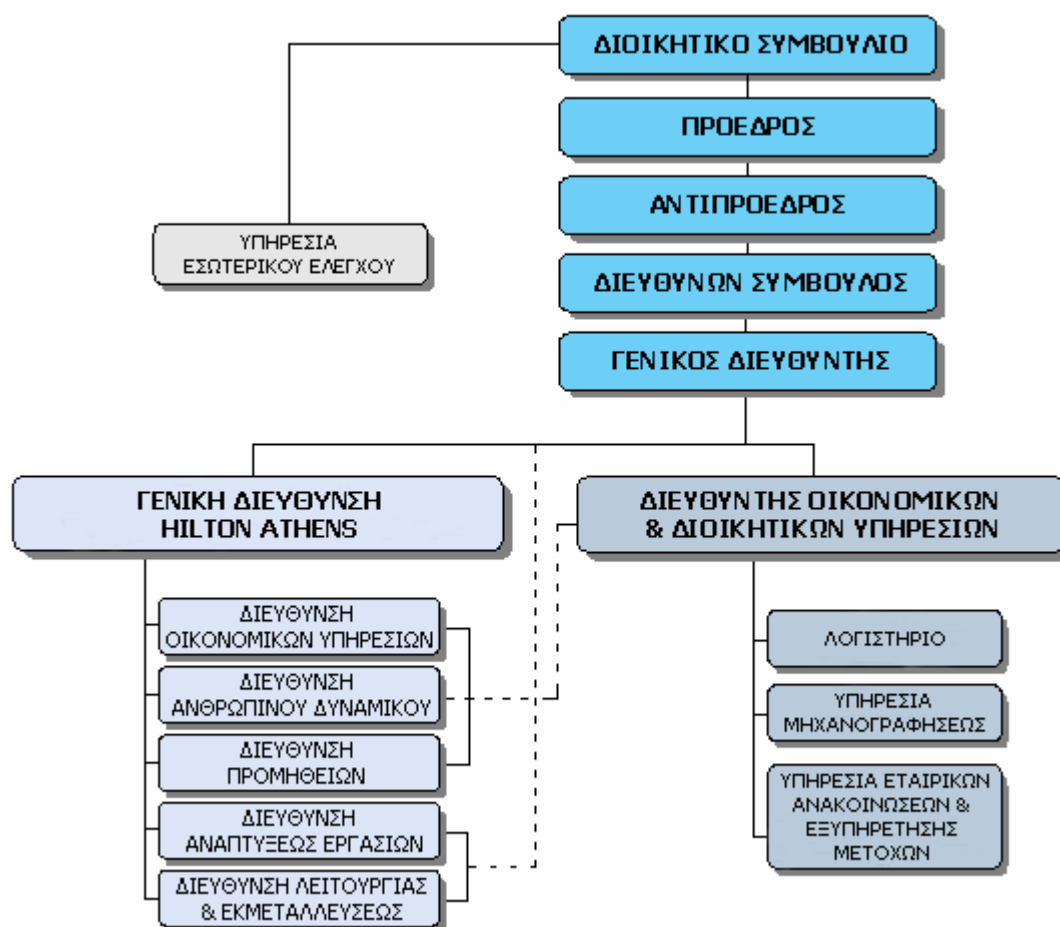 ΔΙΟΙΚΗΤΙΚΟ ΣΥΜΒΟΥΛΙΟ
ΠΡΟΕΔΡΟΣ
ΑΝΤΙΠΡΟΕΔΡΟΣ
ΥΠΗΡΕΣΙΑ
ΕΣΩΤΕΡΙΚΟΥ ΕΛΕΓΧΟΥ
ΔΙΕΥΘΥΝΩΝ ΣΥΜΒΟΥΛΟΣ
ΓΕΝΙΚΟΣ ΔΙΕΥΘΥΝΤΗΣ
ΓΕΝΙΚΗ ΔΙΕΥΘΥΝΣΗ
HILTON ATHENS
ΔΙΕΥΘΥΝΣΗ
ΟΙΚΟΝΟΜΙΚΩΝ ΥΠΗΡΕΣΙΩΝ
ΔΙΕΥΘΥΝΣΗ
ΑΝΘΡΩΠΙΝΟΥ ΔΥΝΑΜΙΚΟΥ
ΔΙΕΥΘΥΝΣΗ
ΠΡΟΜΗΘΕΙΩΝ
ΔΙΕΥΘΥΝΣΗ
ΑΝΑΠΤΥΞΕΩΣ ΕΡΓΑΣΙΩΝ
ΔΙΕΥΘΥΝΣΗ ΛΕΙΤΟΥΡΓΙΑΣ
& ΕΚΜΕΤΑΛΛΕΥΣΕΩΣ
ΔΙΕΥΘΥΝΤΗΣ ΟΙΚΟΝΟΜΙΚΩΝ
& ΔΙΟΙΚΗΤΙΚΩΝ ΥΠΗΡΕΣΙΩΝ
ΛΟΓΙΣΤΗΡΙΟ
ΥΠΗΡΕΣΙΑ
ΜΗΧΑΝΟΓΡΑΦΗΣΕΩΣ
ΥΠΗΡΕΣΙΑ ΕΤΑΙΡΙΚΩΝ
ΑΝΑΚΟΙΝΩΣΕΩΝ &
ΕΞΥΠΗΡΕΤΗΣΗΣ
ΜΕΤΟΧΩΝ